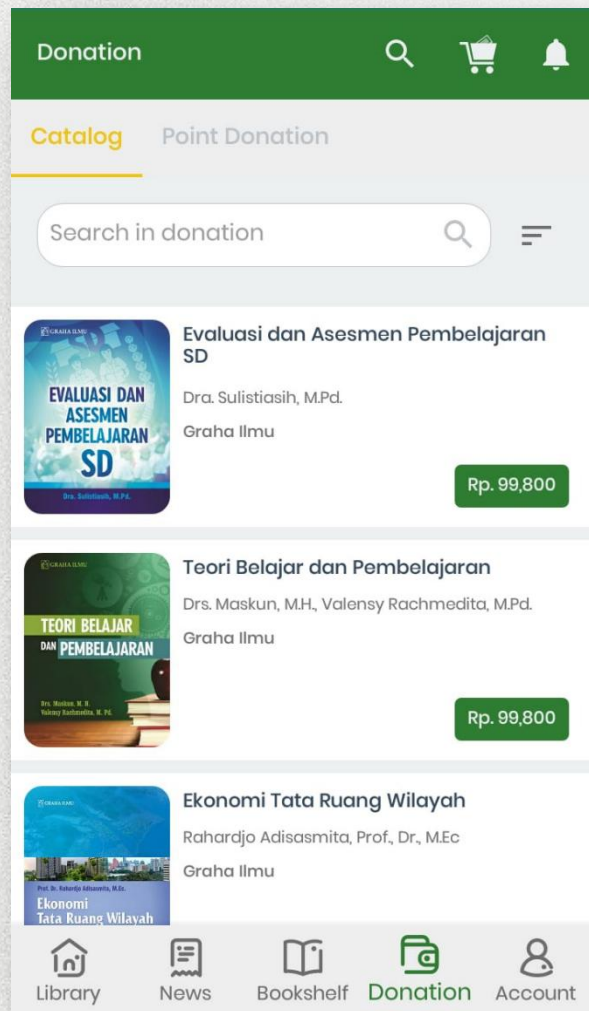 Donation
Catalog Point Donation
Search in donation
GRAHA ILMU
EVALUASI DAN
ASESMEN
PEMBELAJARAN
SD
Dra. Sulistiasih, M.Pd.
Evaluasi dan Asesmen Pembelajaran
SD
Dra. Sulistiasih, M.Pd.
Graha Ilmu
Rp. 99,800
GRAHA ILMU
TEORI BELAJAR
DAN PEMBELAJARAN
Drs. Maskun, M. H.
Valensy Rachmedita, M. Pd.
Teori Belajar dan Pembelajaran
Drs. Maskun, M.H., Valensy Rachmedita, M.Pd.
Graha Ilmu
Rp. 99,800
GRAHA ILMU
Prof. Dr. Rahardjo Adisasmita, M.Ec.
Ekonomi
Tata Ruang Wilayah
Ekonomi Tata Ruang Wilayah
Rahardjo Adisasmita, Prof., Dr., M.Ec
Graha Ilmu
Library News Bookshelf Donation Account